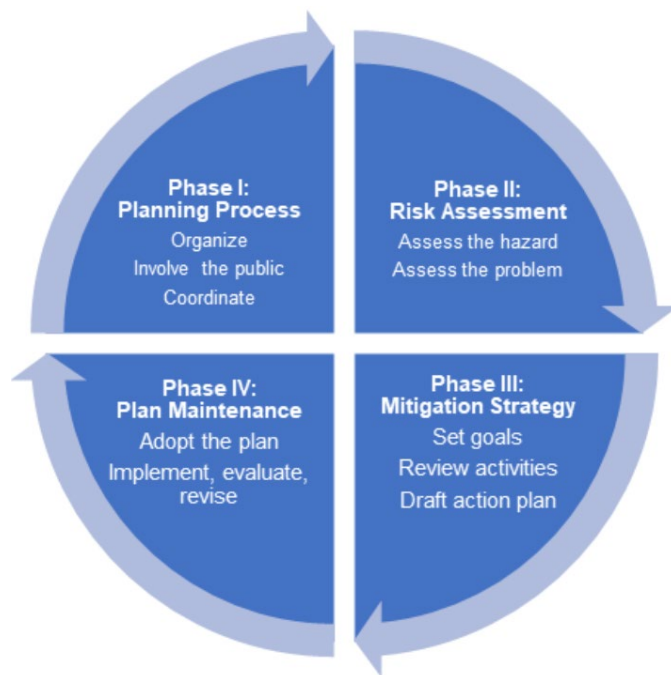 Phase I:
Planning Process
Organize
Involve the public
Coordinate
Phase II:
Risk Assessment
Assess the hazard
Assess the problem
Phase III:
Mitigation Strategy
Set goals
Review activities
Draft action plan
Phase IV:
Plan Maintenance
Adopt the plan
Implement, evaluate,
revise